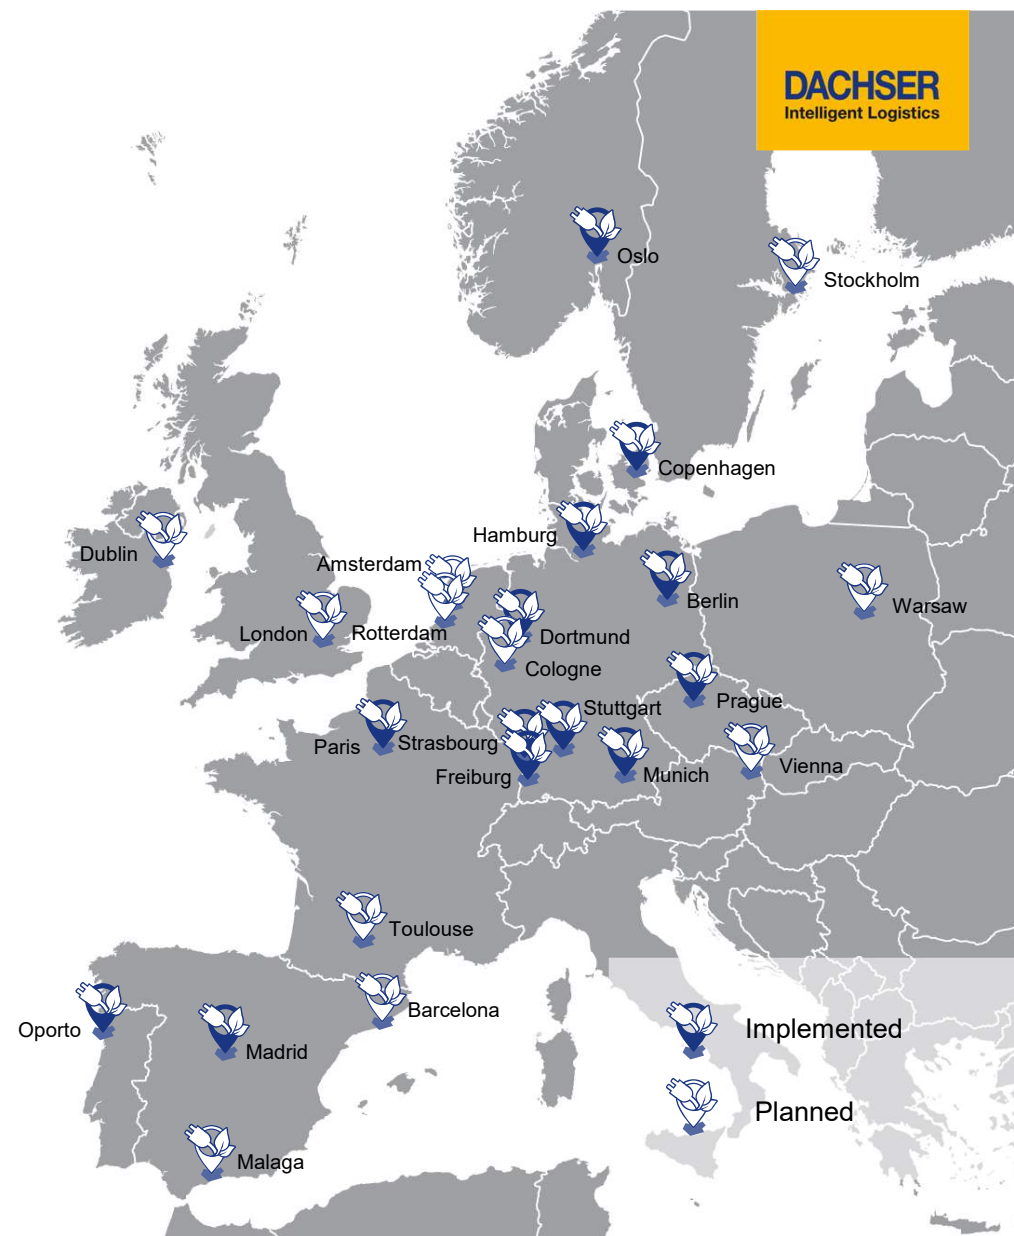 DACHSER
Intelligent Logistics
Oslo
Stockholm
Copenhagen
Hamburg
Dublin
Amsterdam
Berlin
Warsaw
London
Rotterdam
Dortmund
Cologne
Prague
Stuttgart
Paris
Strasbourg
Vienna
Freiburg
Munich
Toulouse
Barcelona
Oporto
Implemented
Madrid
Planned
Malaga